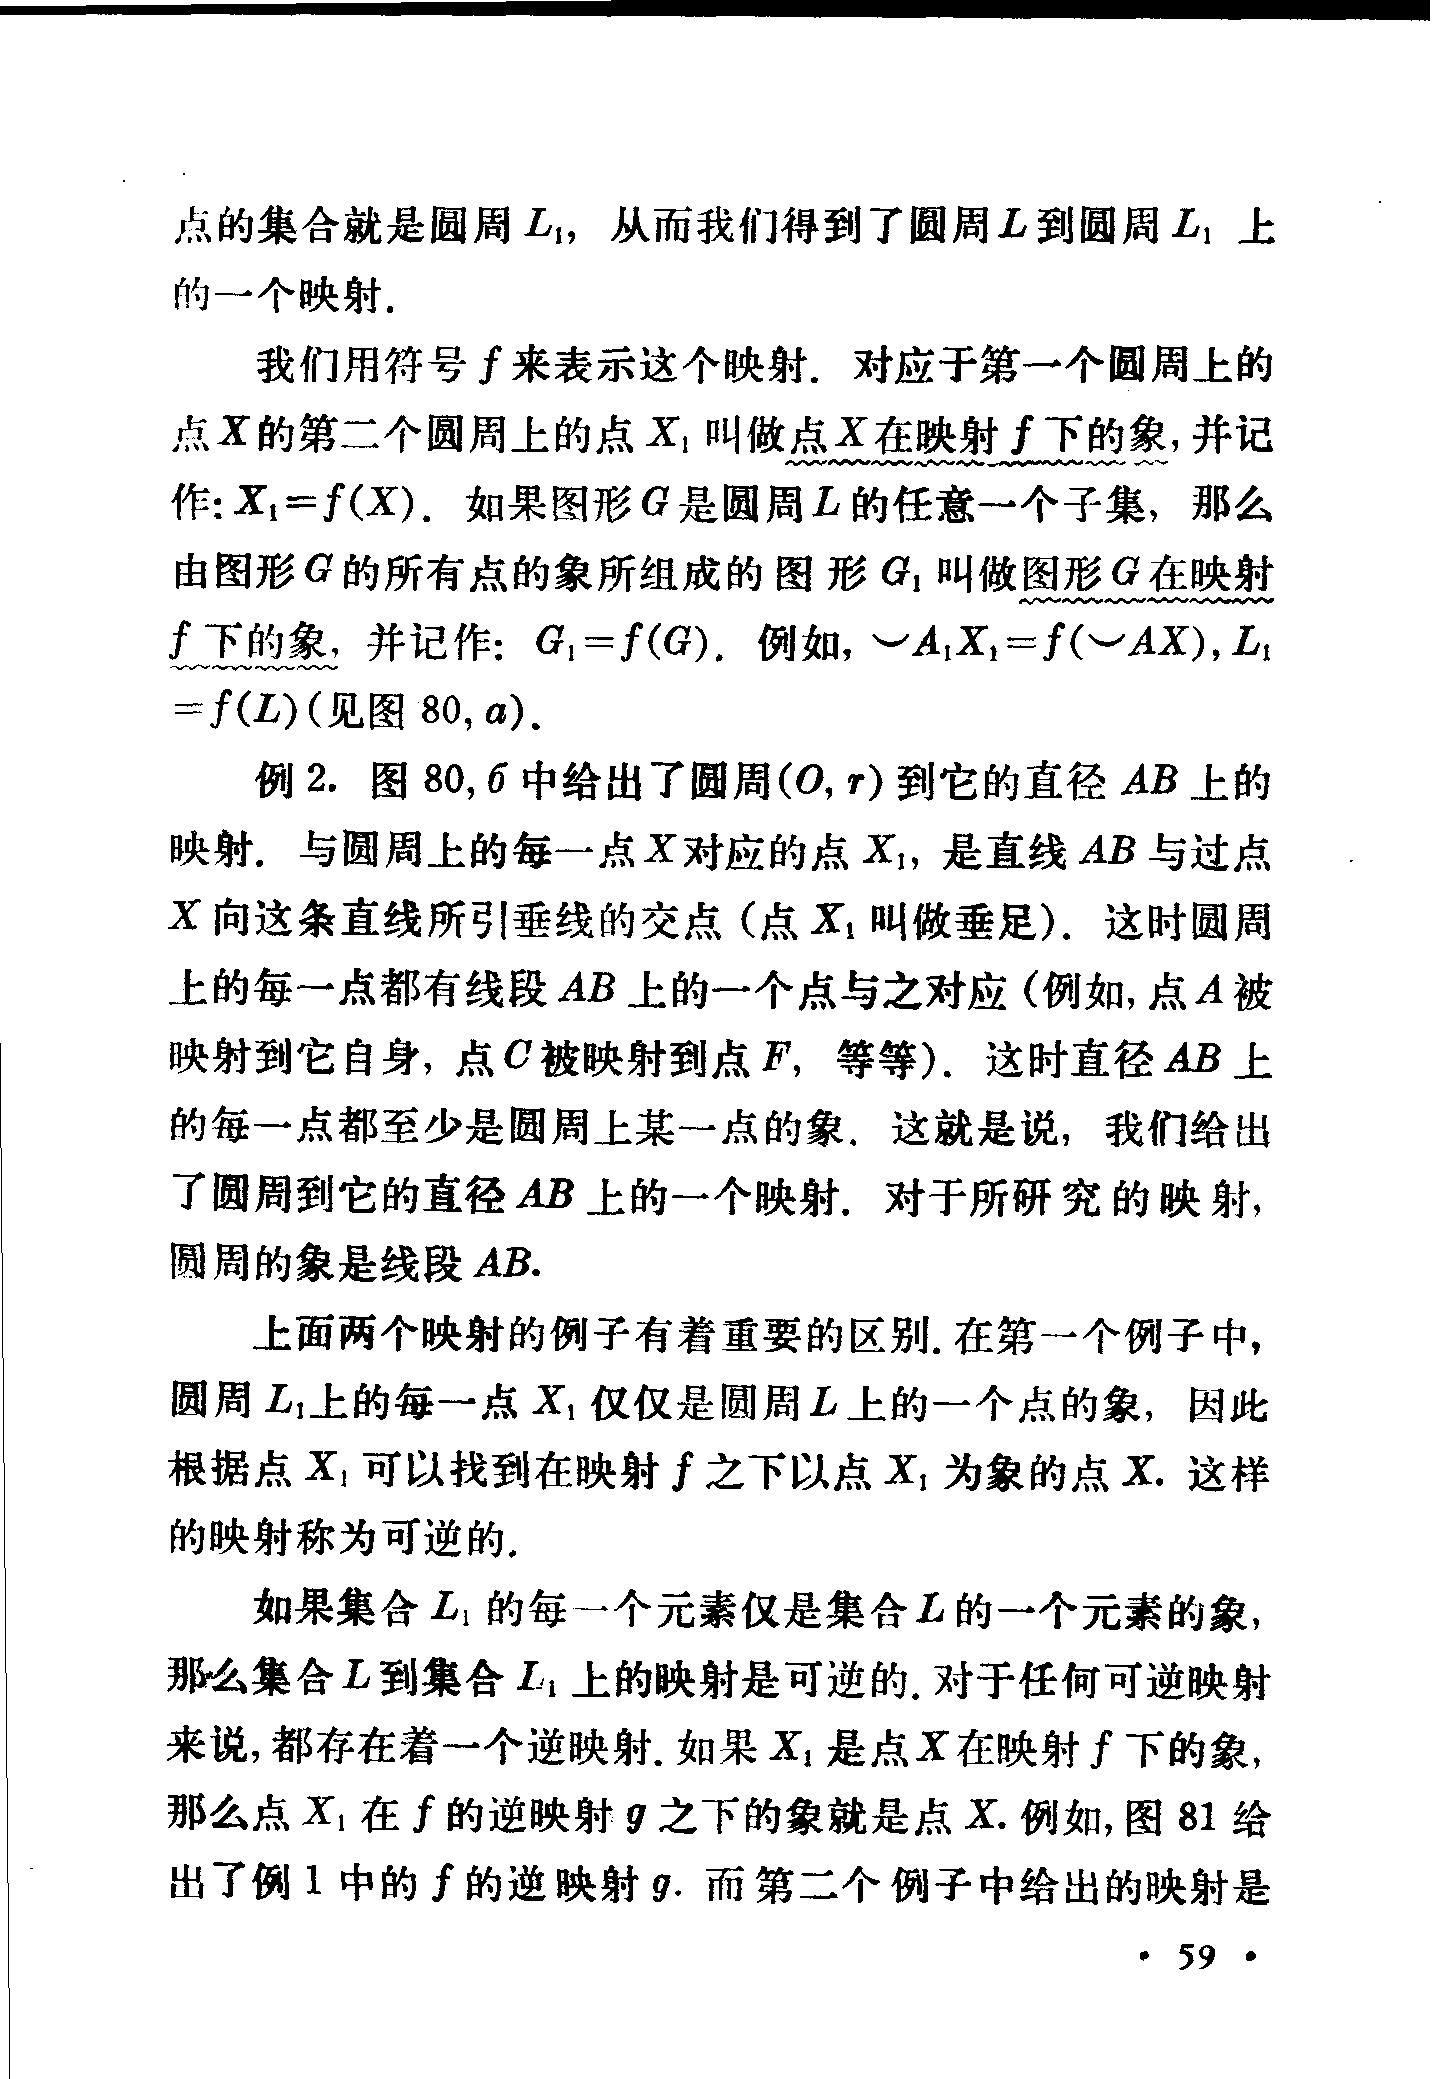 点的集合就是圆周 L₁, 从而我们得到了圆周 L 到圆周 L₁ 上
的一个映射.
我们用符号 f 来表示这个映射. 对应于第一个圆周上的
点 X 的第二个圆周上的点 X₁ 叫做点 X 在映射 f 下的象, 并记
作: X₁=f(X). 如果图形 G 是圆周 L 的任意一个子集, 那么
由图形 G 的所有点的象所组成的图形 G₁ 叫做图形 G 在映射
f 下的象, 并记作: G₁=f(G). 例如, ⌣A₁X₁=f(⌣AX), L₁
=f(L)(见图 80, a).
例 2. 图 80, б 中给出了圆周(O, r) 到它的直径 AB 上的
映射. 与圆周上的每一点 X 对应的点 X₁, 是直线 AB 与过点
X 向这条直线所引垂线的交点 (点 X₁ 叫做垂足). 这时圆周
上的每一点都有线段 AB 上的一个点与之对应 (例如, 点 A 被
映射到它自身, 点 C 被映射到点 F, 等等). 这时直径 AB 上
的每一点都至少是圆周上某一点的象. 这就是说, 我们给出
了圆周到它的直径 AB 上的一个映射. 对于所研究的映射,
圆周的象是线段 AB.
上面两个映射的例子有着重要的区别. 在第一个例子中,
圆周 L₁上的每一点 X₁ 仅仅是圆周 L 上的一个点的象, 因此
根据点 X₁ 可以找到在映射 f 之下以点 X₁ 为象的点 X. 这样
的映射称为可逆的.
如果集合 L₁ 的每一个元素仅是集合 L 的一个元素的象,
那么集合 L 到集合 L₁ 上的映射是可逆的. 对于任何可逆映射
来说, 都存在着一个逆映射. 如果 X₁ 是点 X 在映射 f 下的象,
那么点 X₁ 在 f 的逆映射 g 之下的象就是点 X. 例如, 图 81 给
出了例 1 中的 f 的逆映射 g. 而第二个例子中给出的映射是
• 59 •